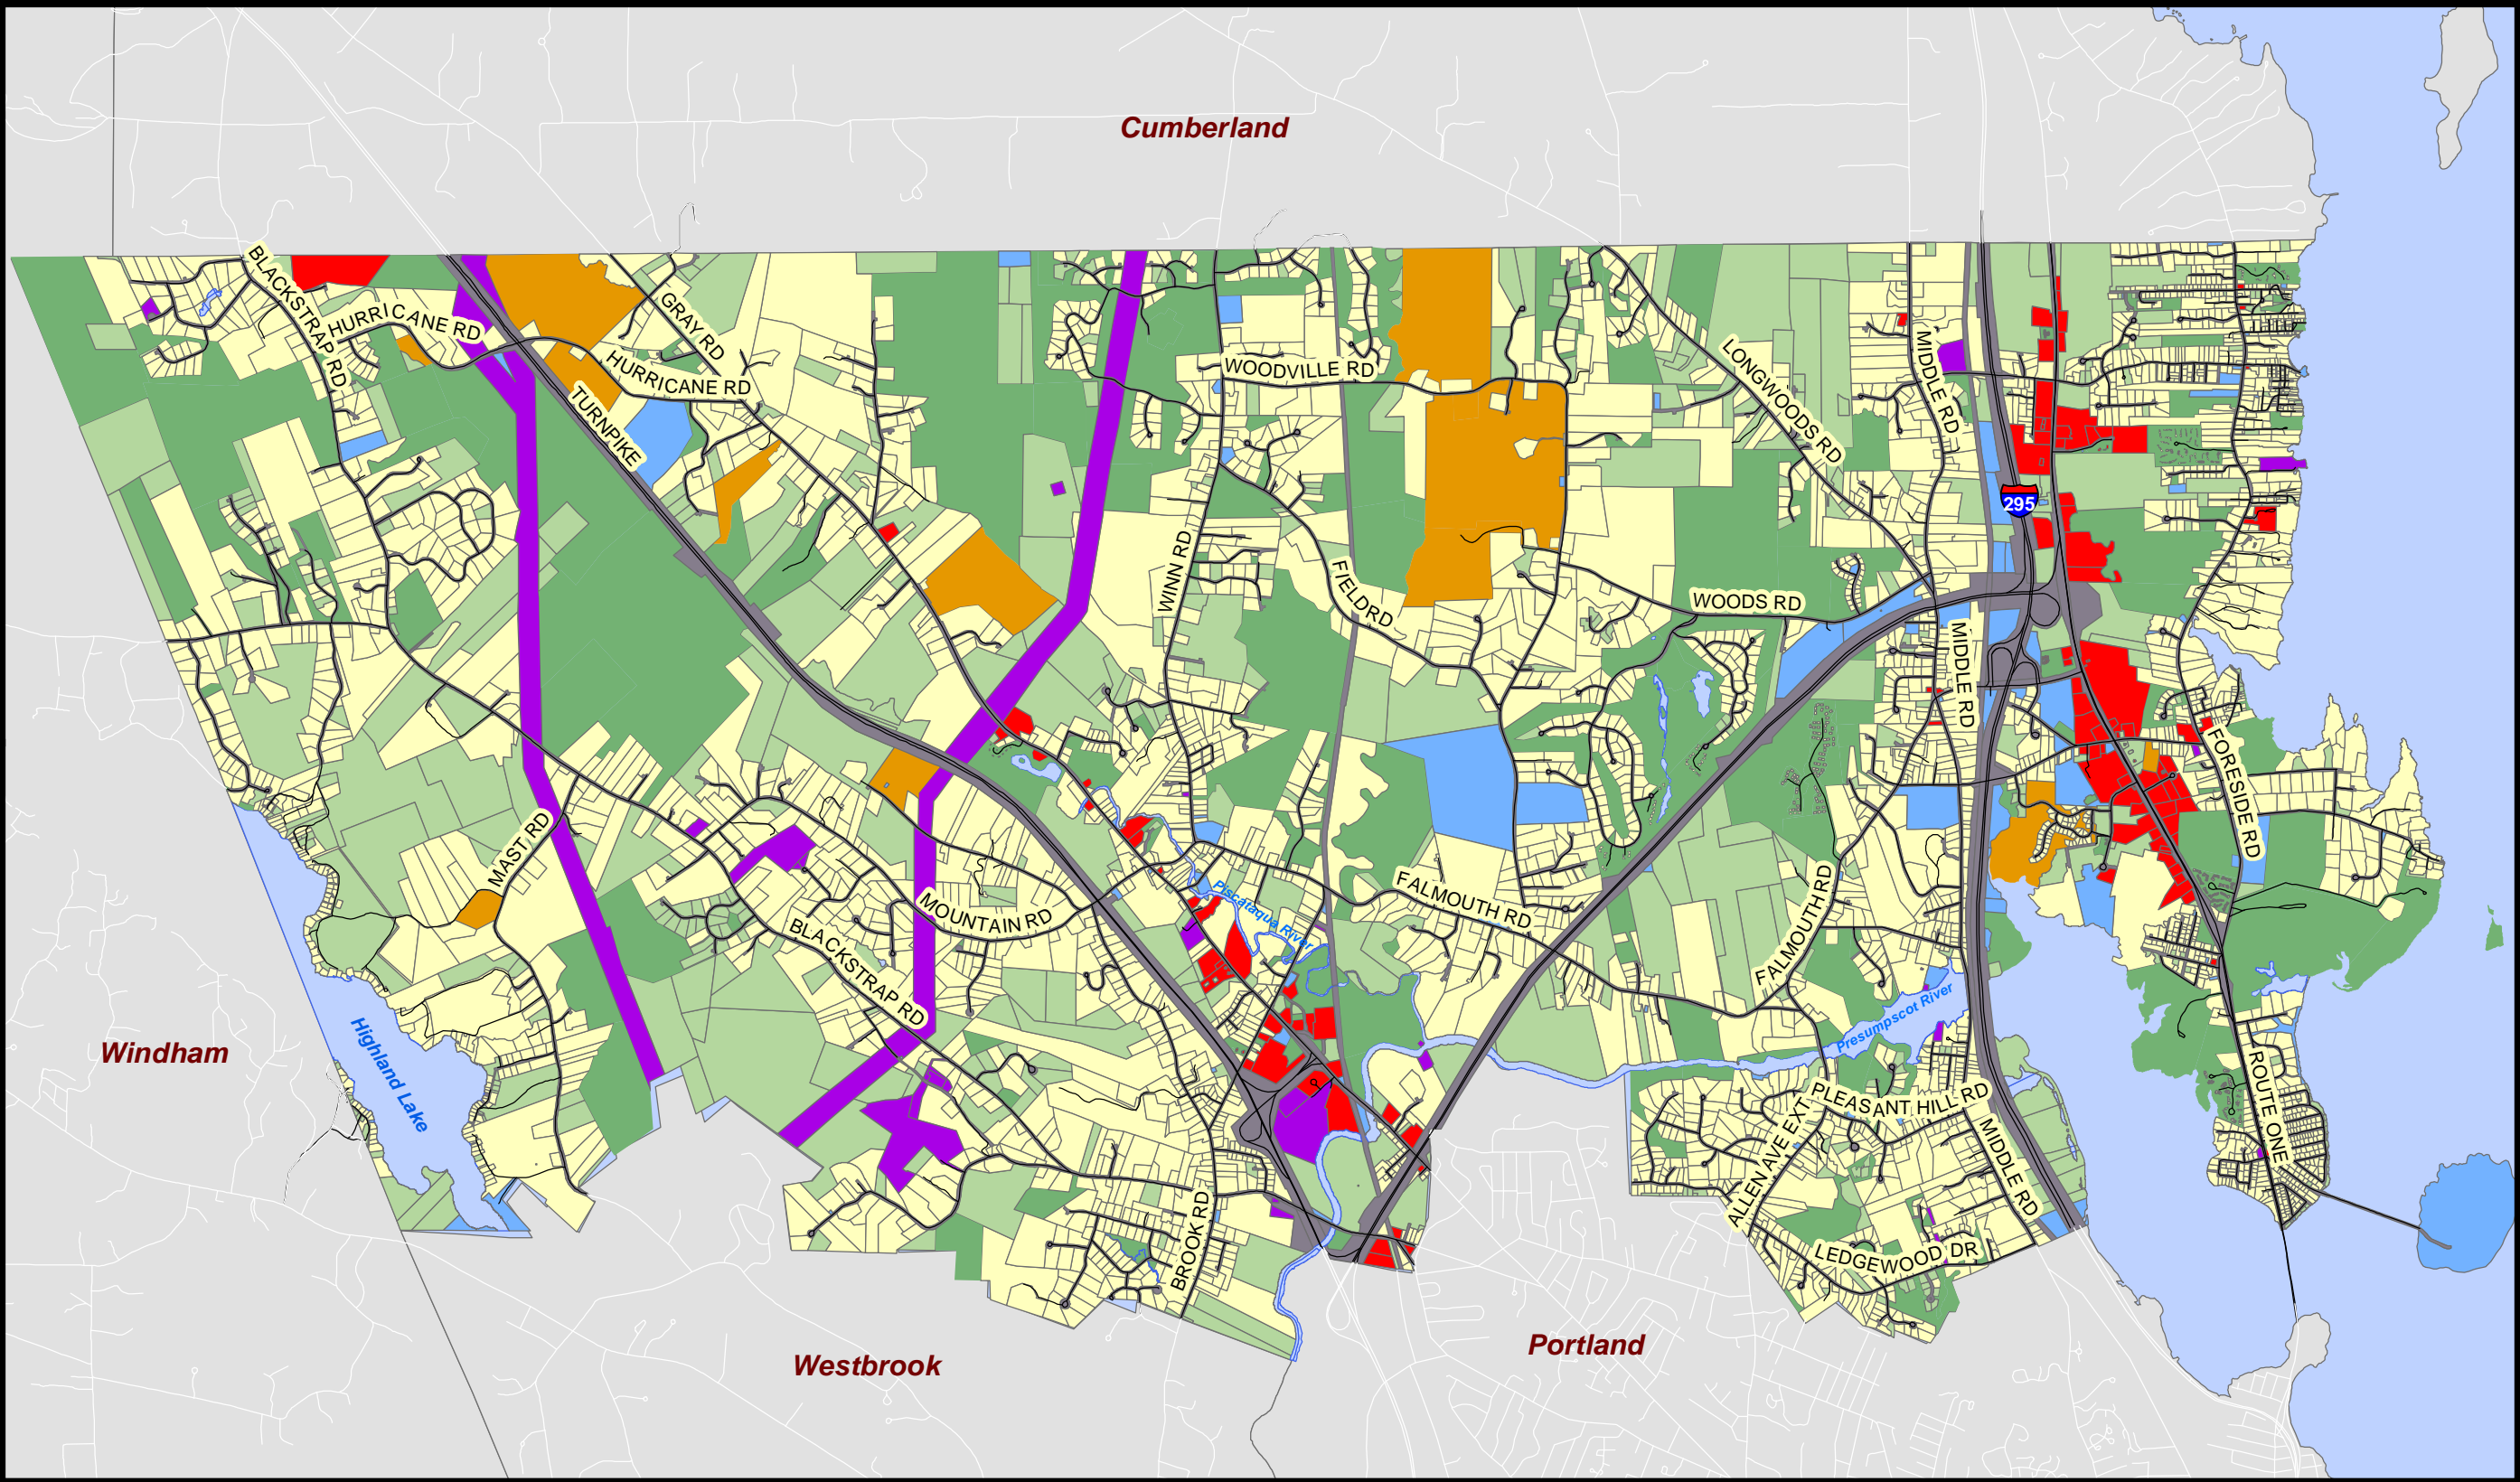 Cumberland
BLACKSTRAP RD
HURRICANE RD
GRAY RD
HURRICANE RD
TURNPIKE
WOODVILLE RD
LONGWOODS RD
MIDDLE RD
295
WINN RD
FIELD RD
WOODS RD
MIDDLE RD
FORESIDE RD
MAST RD
MOUNTAIN RD
BLACKSTRAP RD
Piscataqua River
FALMOUTH RD
FALMOUTH RD
Presumpscot River
Windham
Highland Lake
PLEASANT HILL RD
ALLEN AVE EXT
MIDDLE RD
ROUTE ONE
BROOK RD
LEDGEWOOD DR
Westbrook
Portland